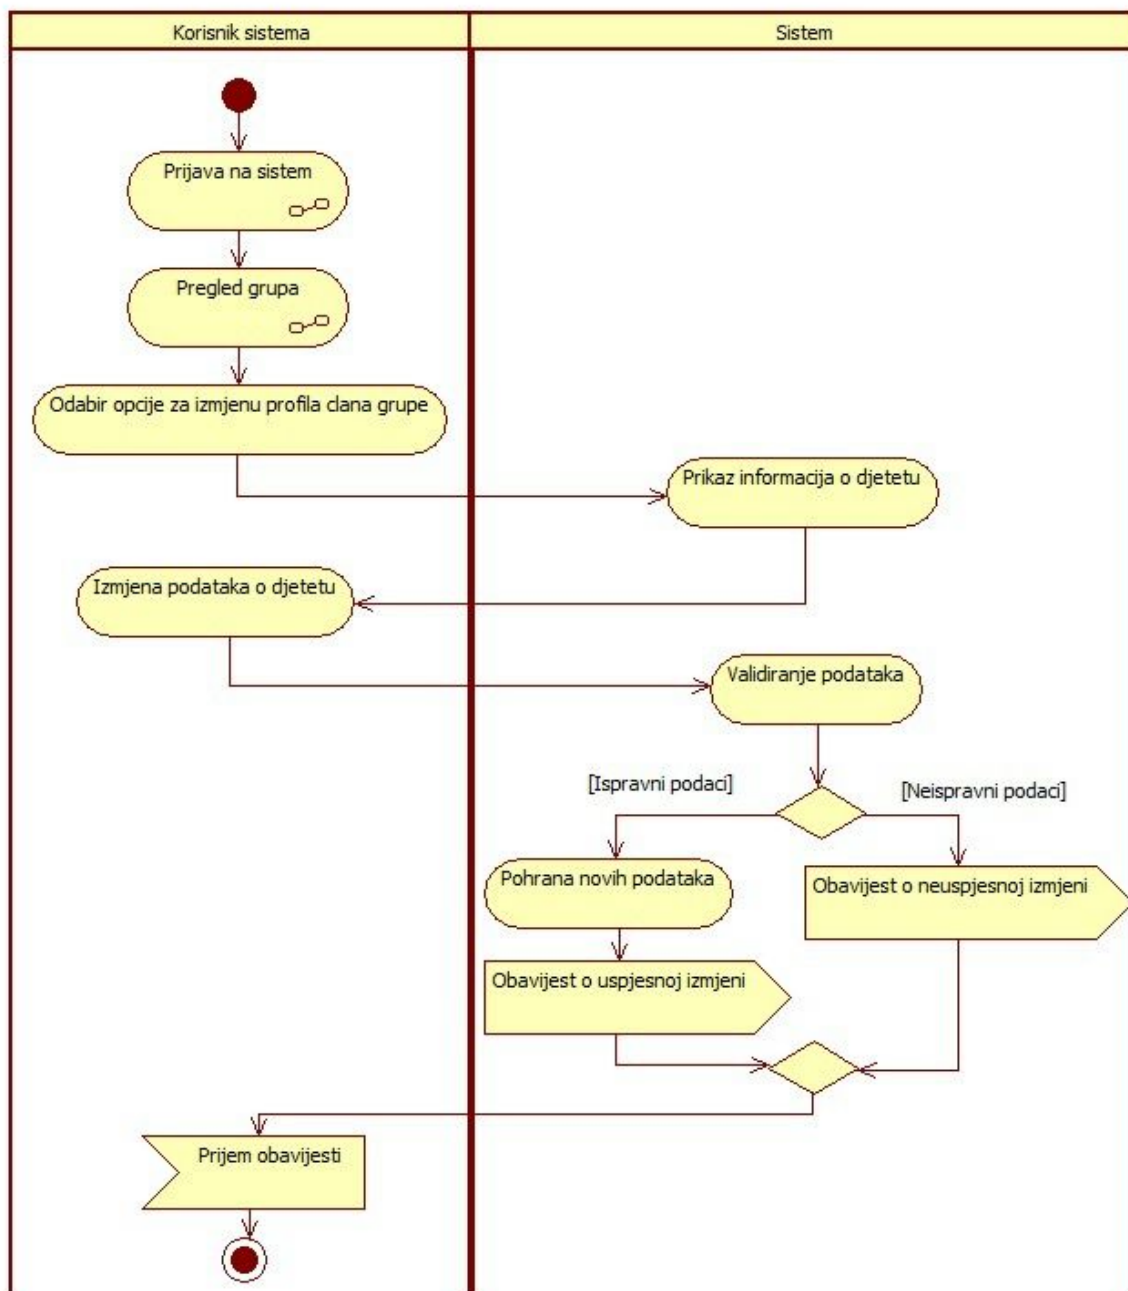 Korisnik sistema
Sistem
Prijava na sistem
Pregled grupa
Odabir opcije za izmjenu profila clana grupe
Prikaz informacija o djetetu
Izmjena podataka o djetetu
Validiranje podataka
[Ispravni podaci]
[Neispravni podaci]
Pohrana novih podataka
Obavijest o neuspjesnoj izmjeni
Obavijest o uspjesnoj izmjeni
Prijem obavijesti